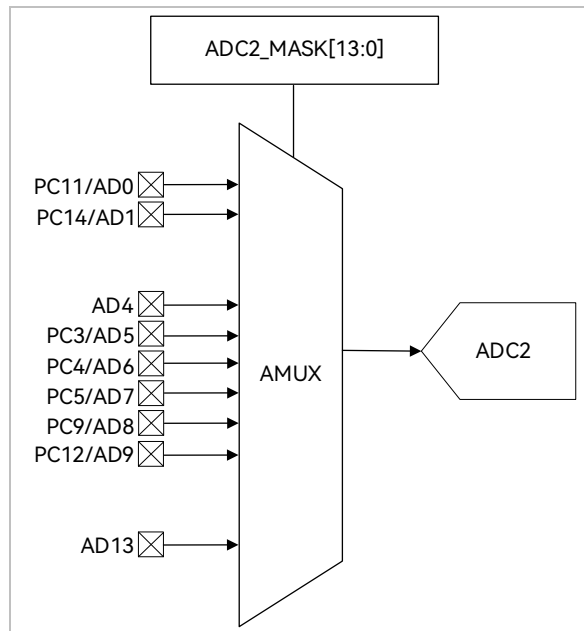 ADC2_MASK[13:0]
PC11/AD0
PC14/AD1
AD4
PC3/AD5
PC4/AD6
PC5/AD7
PC9/AD8
PC12/AD9
AD13
AMUX
ADC2